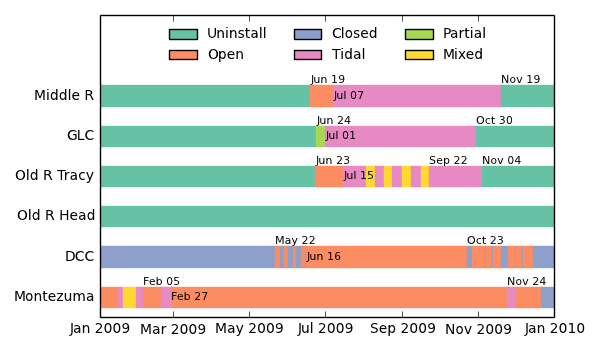 Uninstall Closed Partial
Open Tidal Mixed
Jun 19 Nov 19
Middle R Jul 07
Jun 24 Oct 30
GLC Jul 01
Jun 23 Sep 22 Nov 04
Old R Tracy Jul 15
Old R Head
May 22 Oct 23
DCC Jun 16
Feb 05 Nov 24
Montezuma Feb 27
Jan 2009 Mar 2009 May 2009 Jul 2009 Sep 2009 Nov 2009 Jan 2010